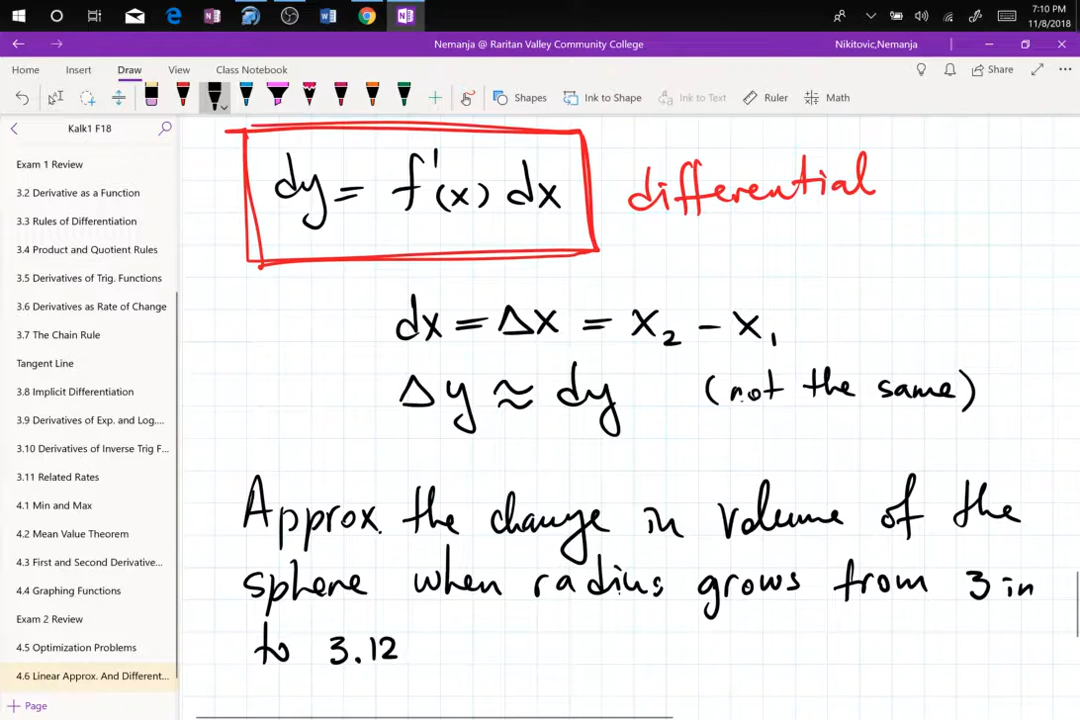 7:10 PM
11/8/2018
Nemanja @ Raritan Valley Community College
Nikitovic,Nemanja
Home Insert Draw View Class Notebook
Share
Shapes Ink to Shape Ink to Text Ruler Math
Kalk1 F18
Exam 1 Review
3.2 Derivative as a Function
3.3 Rules of Differentiation
3.4 Product and Quotient Rules
3.5 Derivatives of Trig. Functions
3.6 Derivatives as Rate of Change
3.7 The Chain Rule
Tangent Line
3.8 Implicit Differentiation
3.9 Derivatives of Exp. and Log....
3.10 Derivatives of Inverse Trig F...
3.11 Related Rates
4.1 Min and Max
4.2 Mean Value Theorem
4.3 First and Second Derivative...
4.4 Graphing Functions
Exam 2 Review
4.5 Optimization Problems
4.6 Linear Approx. And Different...
Page
dy = f'(x) dx differential
dx = Δx = x₂ - x₁
Δy ≈ dy (not the same)
Approx. the change in volume of the
sphere when radius grows from 3 in
to 3.12